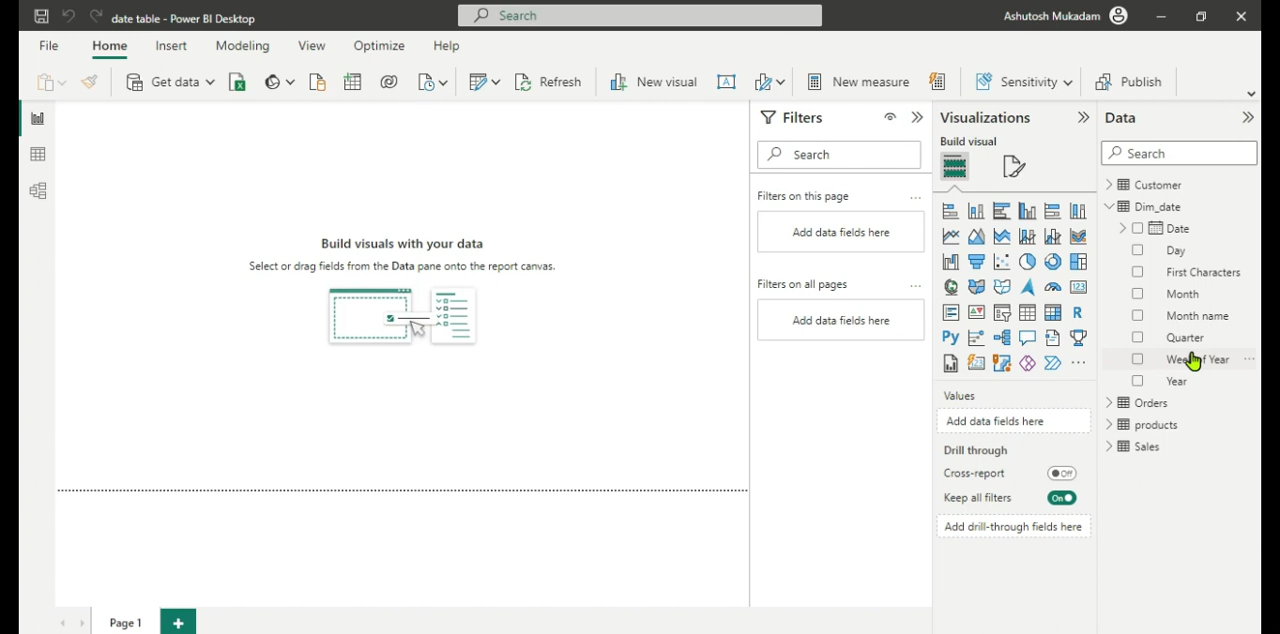 date table - Power BI Desktop
Search
Ashutosh Mukadam
File
Home
Insert
Modeling
View
Optimize
Help
Get data
Refresh
New visual
A
New measure
Sensitivity
Publish
Build visuals with your data
Select or drag fields from the Data pane onto the report canvas.
Filters
Search
Filters on this page
...
Add data fields here
Filters on all pages
...
Add data fields here
Visualizations
Build visual
123
R
Py
...
Values
Add data fields here
Drill through
Cross-report
Off
Keep all filters
On
Add drill-through fields here
Data
Search
Customer
Dim_date
Date
Day
First Characters
Month
Month name
Quarter
Year
Orders
products
Sales
Page 1